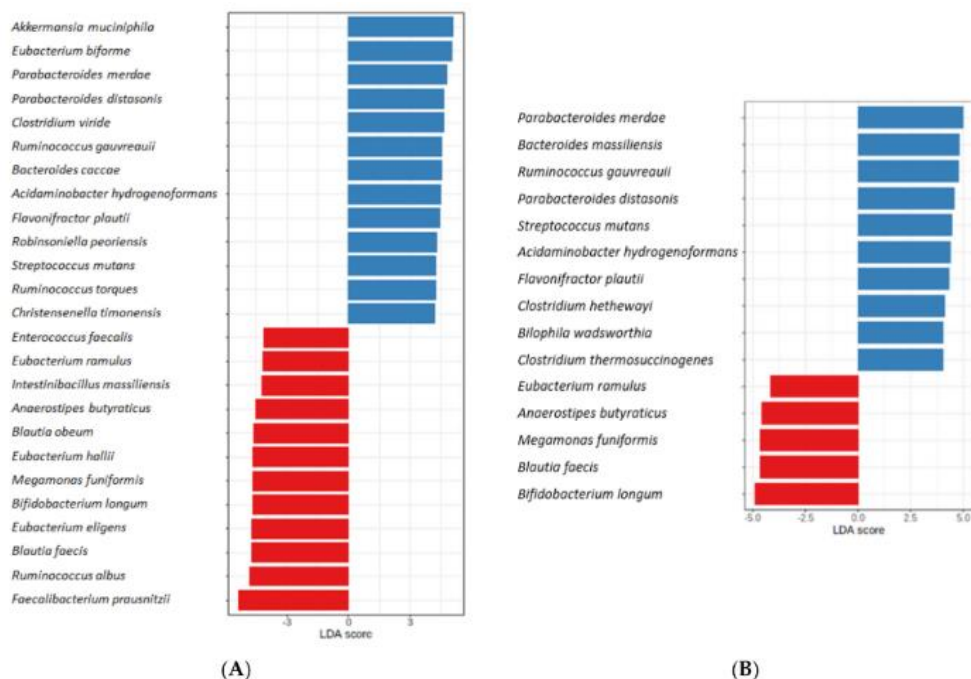 Akkermansia muciniphila
Eubacterium biforme
Parabacteroides merdae
Parabacteroides distasonis
Clostridium viride
Ruminococcus gauvreauii
Bacteroides caccae
Acidaminobacter hydrogenoformans
Flavonifractor plautii
Robinsoniella peoriensis
Streptococcus mutans
Ruminococcus torques
Christensenella timonensis
Enterococcus faecalis
Eubacterium ramulus
Intestinibacillus massiliensis
Anaerostipes butyraticus
Blautia obeum
Eubacterium hallii
Megamonas funiformis
Bifidobacterium longum
Eubacterium eligens
Blautia faecis
Ruminococcus albus
Faecalibacterium prausnitzii
-3 0 3
LDA score
(A)
Parabacteroides merdae
Bacteroides massiliensis
Ruminococcus gauvreauii
Parabacteroides distasonis
Streptococcus mutans
Acidaminobacter hydrogenoformans
Flavonifractor plautii
Clostridium hethewayi
Bilophila wadsworthia
Clostridium thermosuccinogenes
Eubacterium ramulus
Anaerostipes butyraticus
Megamonas funiformis
Blautia faecis
Bifidobacterium longum
-5.0 -2.5 0.0 2.5 5.0
LDA score
(B)